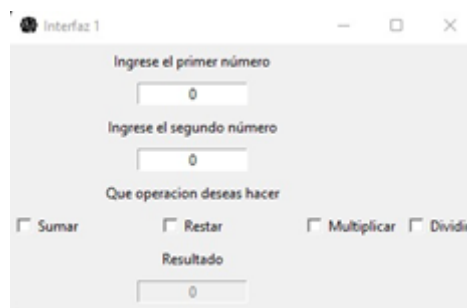 Interfaz 1
Ingrese el primer número
0
Ingrese el segundo número
0
Que operacion deseas hacer
Sumar Restar Multiplicar Dividi
Resultado
0